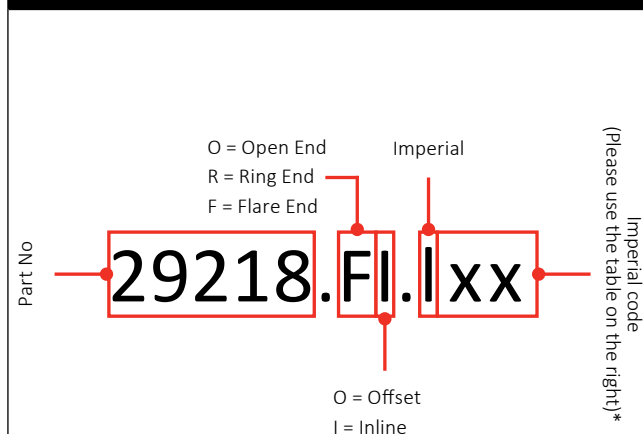 O = Open End
R = Ring End
F = Flare End
Imperial
Part No
29218.FI.Ixx
Imperial code
(Please use the table on the right)*
O = Offset
I = Inline